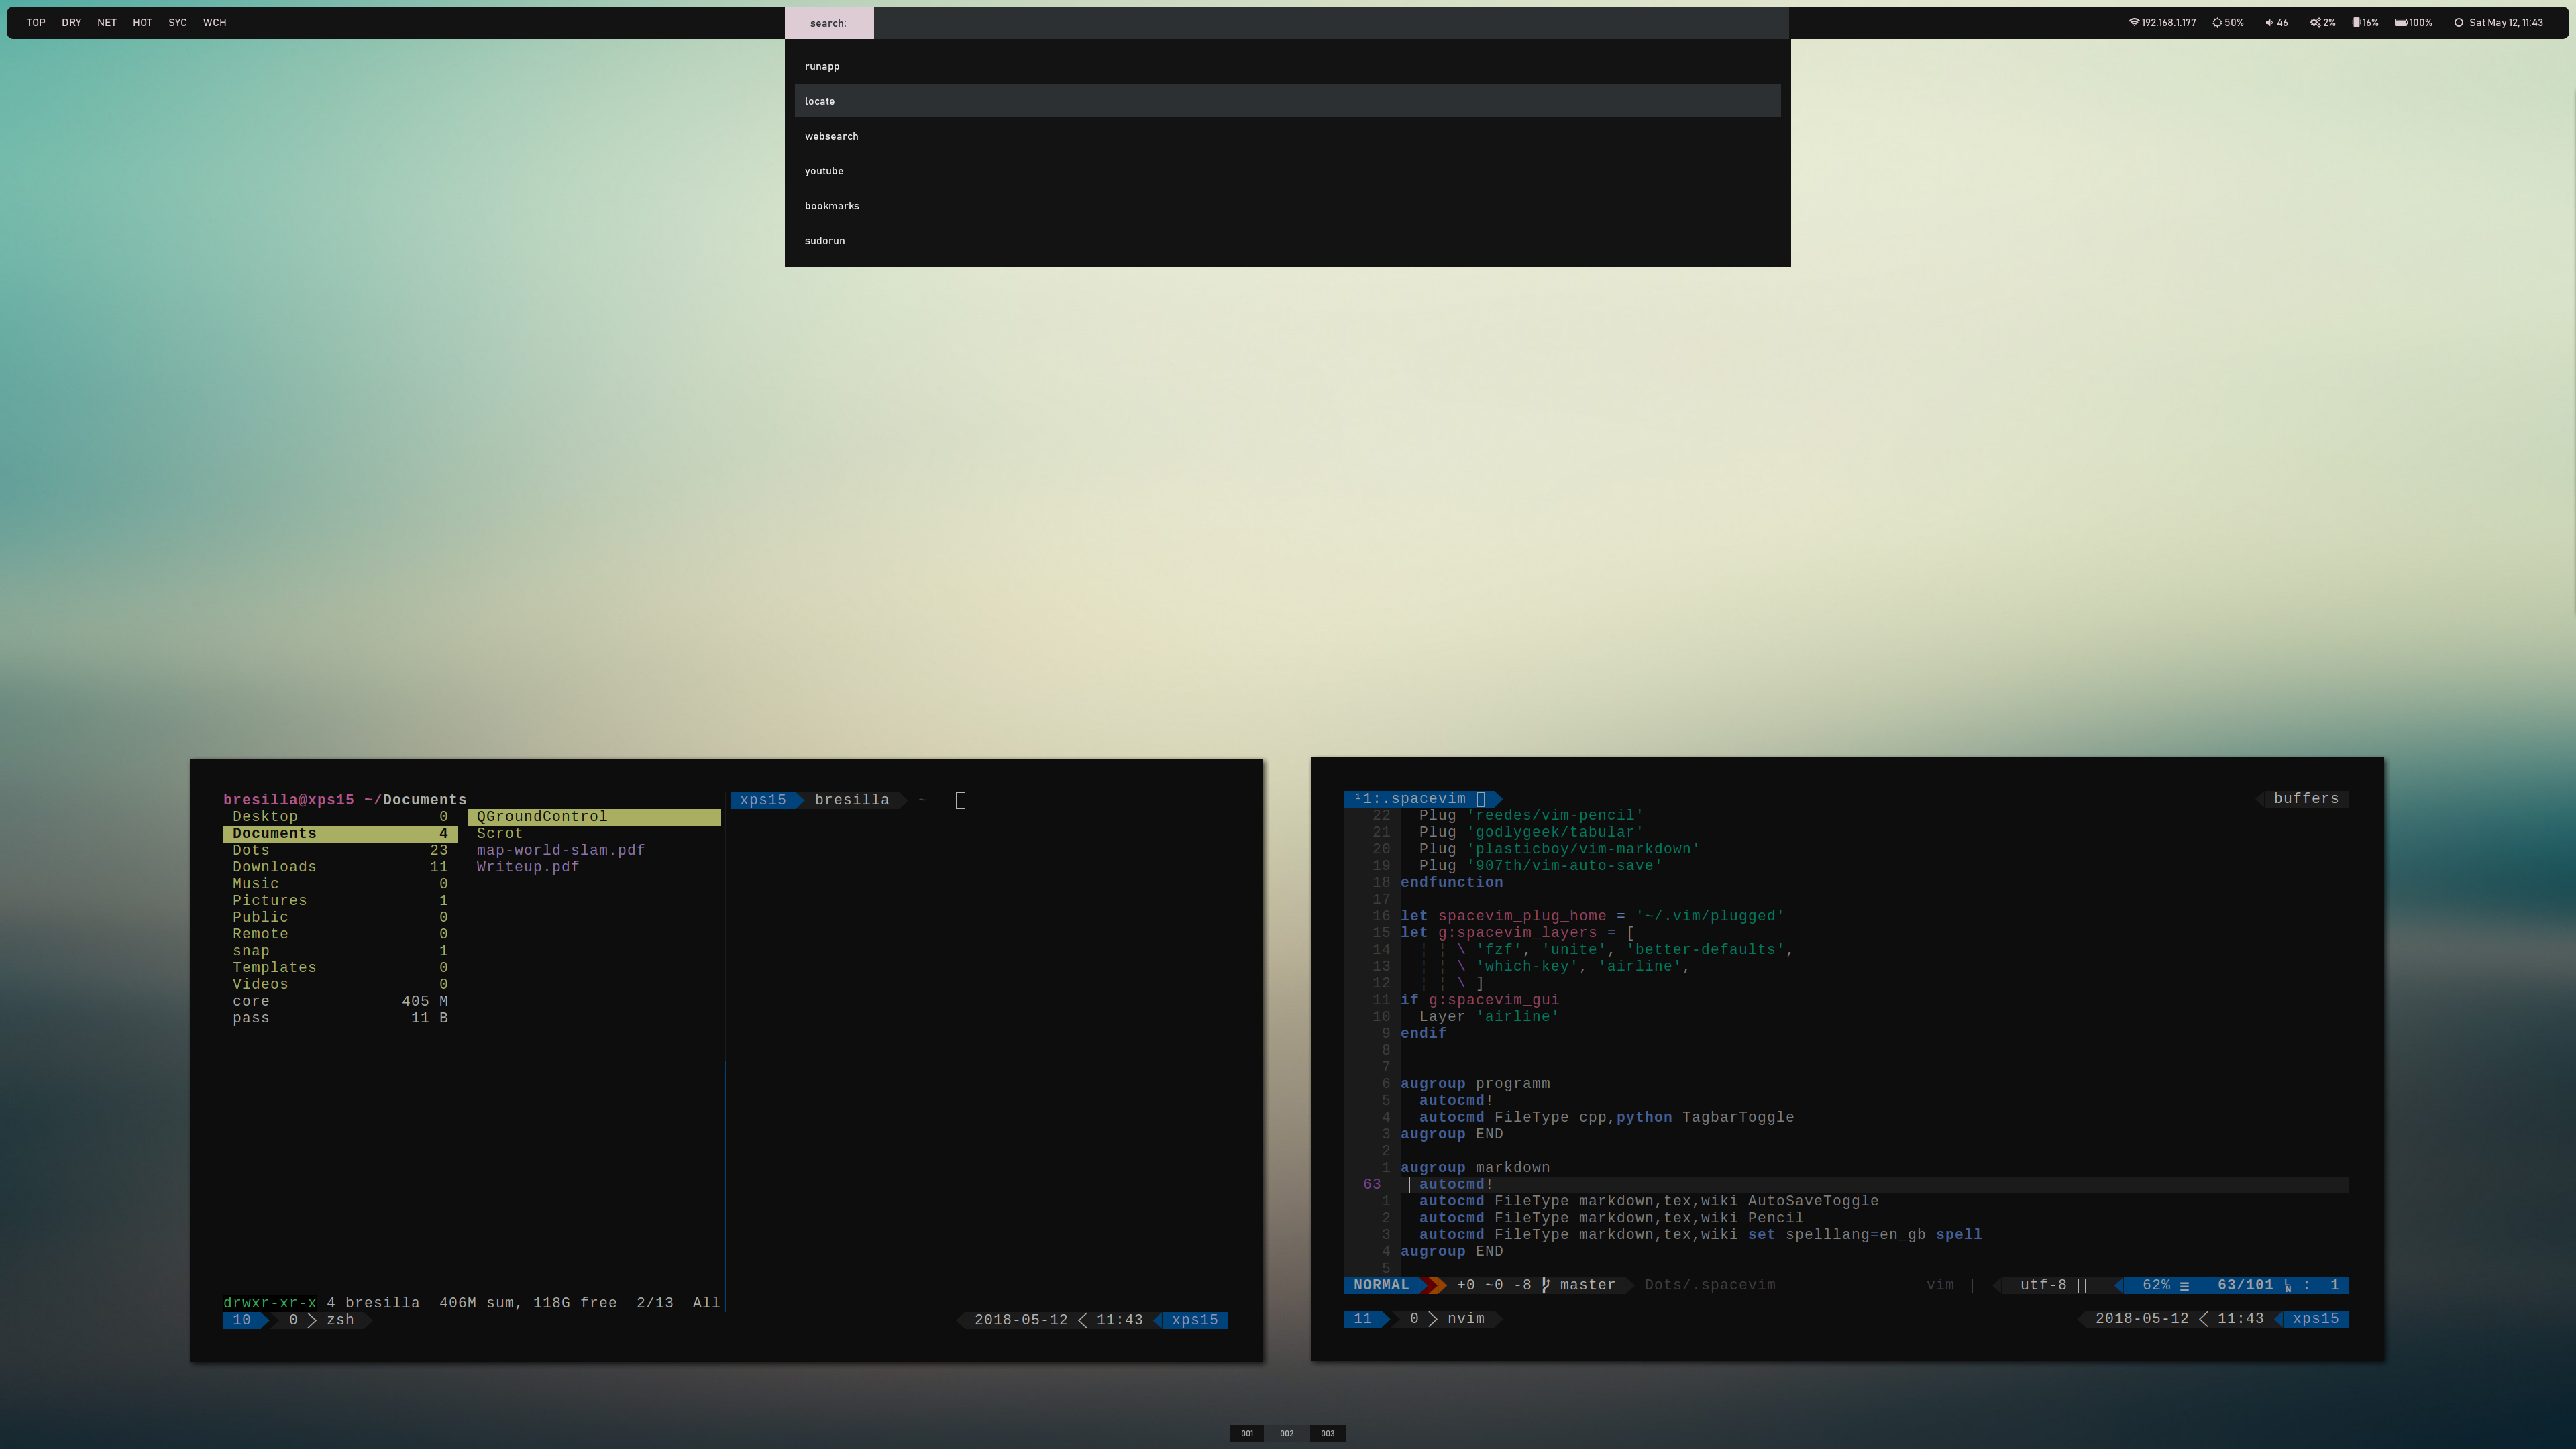 TOP DRY NET HOT SYC WCH
search:
192.168.1.177 50% 46 2% 16% 100% Sat May 12, 11:43
runapp
locate
websearch
youtube
bookmarks
sudorun
bresilla@xps15 ~/Documents
Desktop 0 QGroundControl
Documents 4 Scrot
Dots 23 map-world-slam.pdf
Downloads 11 Writeup.pdf
Music 0
Pictures 1
Public 0
Remote 0
snap 1
Templates 0
Videos 0
core 405 M
pass 11 B
drwxr-xr-x 4 bresilla 406M sum, 118G free 2/13 All
xps15 bresilla ~
10 0 zsh 2018-05-12 11:43 xps15
¹1:.spacevim buffers
22 Plug 'reedes/vim-pencil'
21 Plug 'godlygeek/tabular'
20 Plug 'plasticboy/vim-markdown'
19 Plug '907th/vim-auto-save'
18 endfunction
17
16 let spacevim_plug_home = '~/.vim/plugged'
15 let g:spacevim_layers = [
14 ¦ ¦ \ 'fzf', 'unite', 'better-defaults',
13 ¦ ¦ \ 'which-key', 'airline',
12 ¦ ¦ \ ]
11 if g:spacevim_gui
10 Layer 'airline'
9 endif
8
7
6 augroup programm
5 autocmd!
4 autocmd FileType cpp,python TagbarToggle
3 augroup END
2
1 augroup markdown
63 autocmd!
1 autocmd FileType markdown,tex,wiki AutoSaveToggle
2 autocmd FileType markdown,tex,wiki Pencil
3 autocmd FileType markdown,tex,wiki set spelllang=en_gb spell
4 augroup END
5
NORMAL +0 ~0 -8 master Dots/.spacevim vim utf-8 62% ☰ 63/101 : 1
11 0 nvim 2018-05-12 11:43 xps15
001 002 003